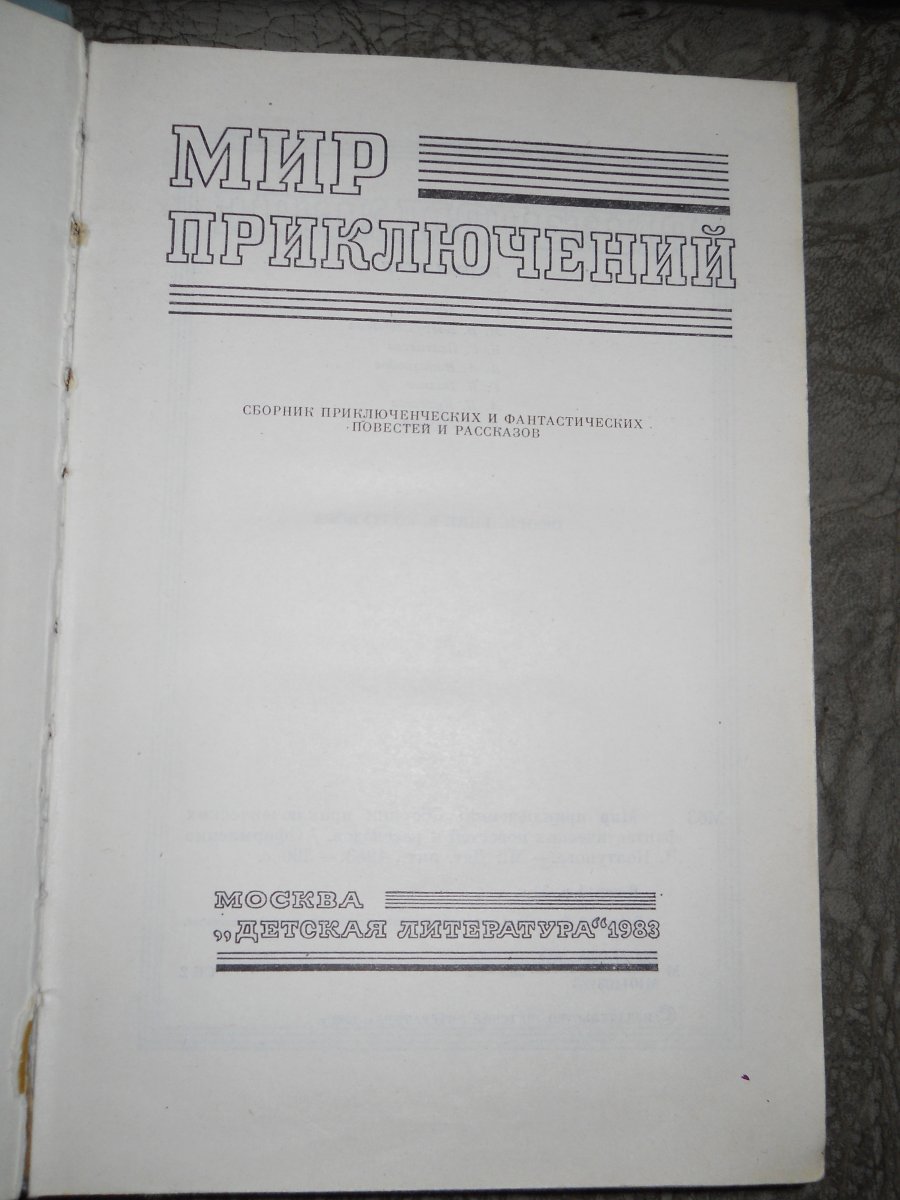 МИР
ПРИКЛЮЧЕНИЙ
СБОРНИК ПРИКЛЮЧЕНЧЕСКИХ И ФАНТАСТИЧЕСКИХ
ПОВЕСТЕЙ И РАССКАЗОВ
МОСКВА
„ДЕТСКАЯ ЛИТЕРАТУРА“ 1983